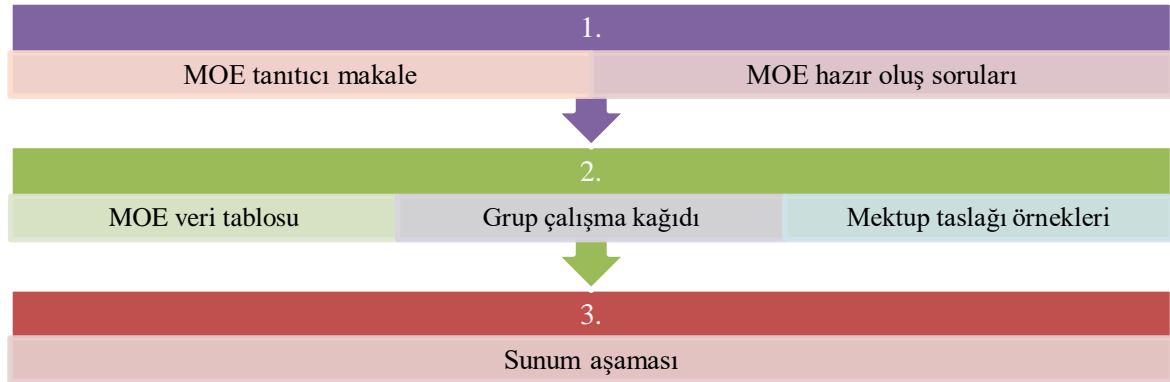 1.
MOE tanıtıcı makale
MOE hazır oluş soruları
2.
MOE veri tablosu
Grup çalışma kağıdı
Mektup taslağı örnekleri
3.
Sunum aşaması